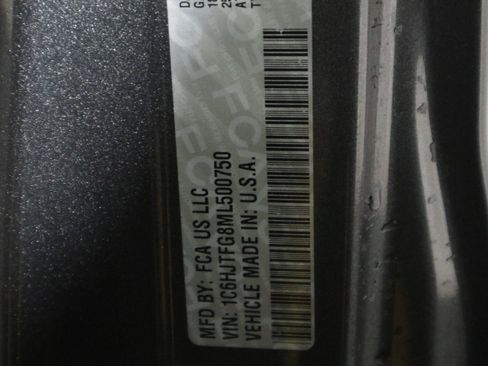 MFD BY: FCA US LLC
VIN: 1C6HJTFG8ML500750
VEHICLE MADE IN: U.S.A.